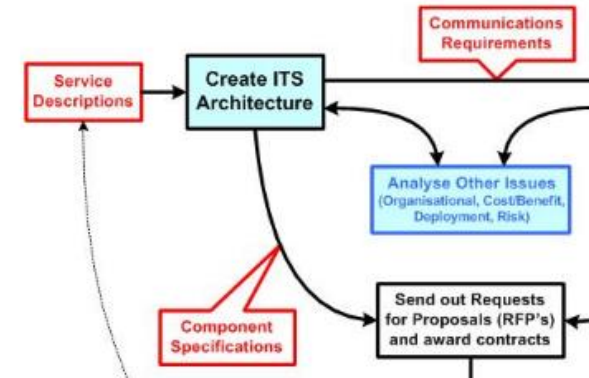 Communications
Requirements
Service
Descriptions
Create ITS
Architecture
Analyse Other Issues
(Organisational, Cost/Benefit,
Deployment, Risk)
Component
Specifications
Send out Requests
for Proposals (RFP's)
and award contracts